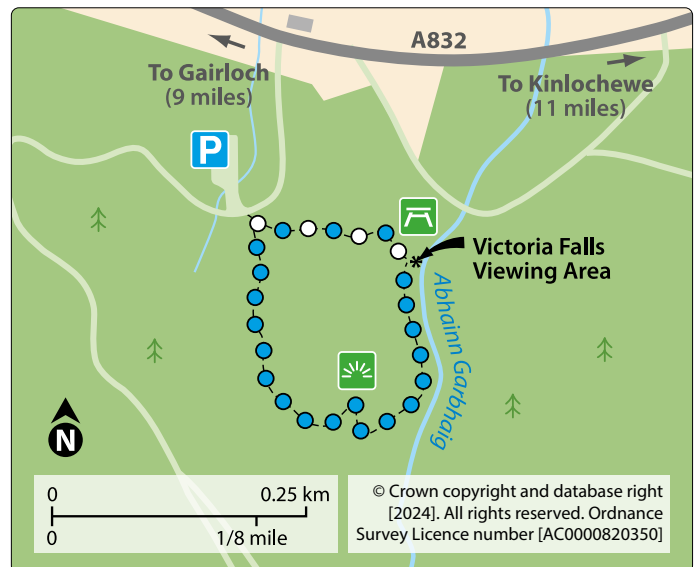 A832
To Gairloch
(9 miles)
To Kinlochewe
(11 miles)
P
Victoria Falls
Viewing Area
Abhainn Garbhaig
N
0 0.25 km
0 1/8 mile
© Crown copyright and database right
[2024]. All rights reserved. Ordnance
Survey Licence number [AC0000820350]